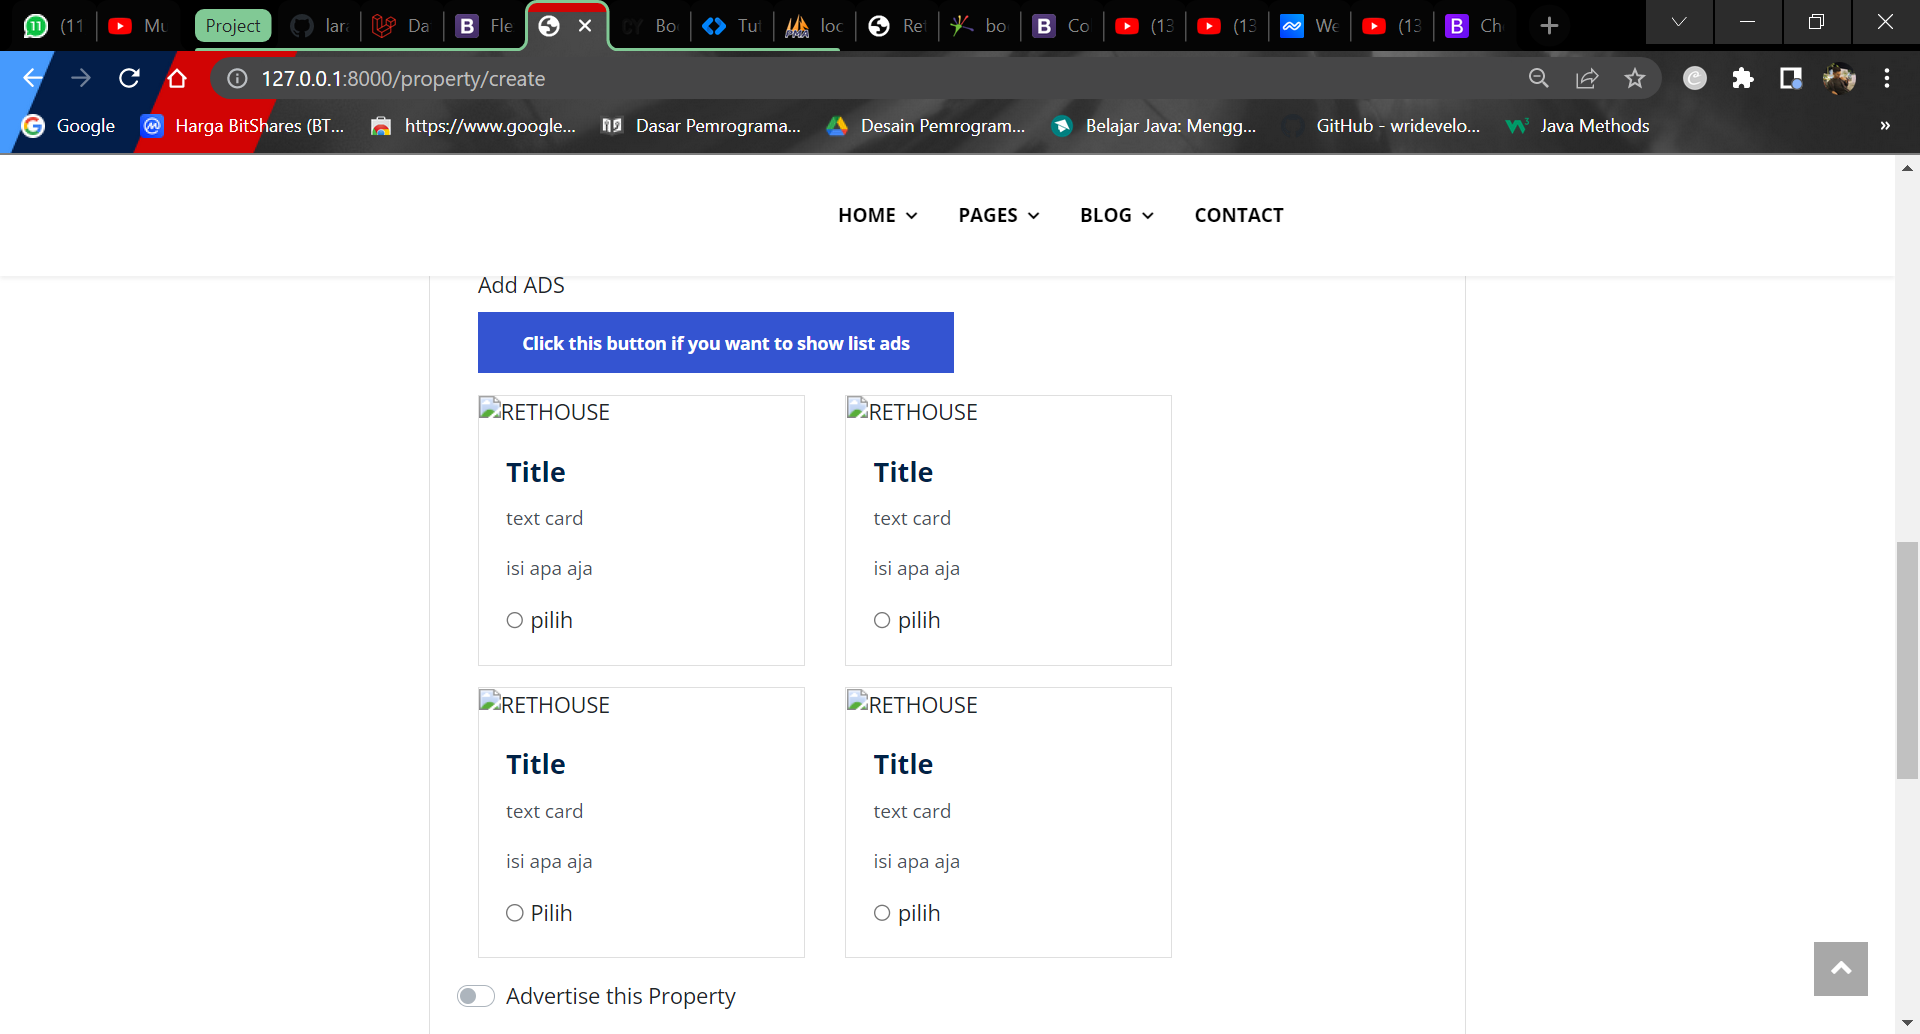 (11
Mu
Project
lara
Da
Fle
Bo
Tut
loc
Ret
bo
Co
(13
(13
We
(13
Ch
127.0.0.1:8000/property/create
Google
Harga BitShares (BT...
https://www.google...
Dasar Pemrograma...
Desain Pemrogram...
Belajar Java: Mengg...
GitHub - wridevelo...
Java Methods
»
HOME
PAGES
BLOG
CONTACT
Add ADS
Click this button if you want to show list ads
RETHOUSE
Title
text card
isi apa aja
pilih
RETHOUSE
Title
text card
isi apa aja
pilih
RETHOUSE
Title
text card
isi apa aja
Pilih
RETHOUSE
Title
text card
isi apa aja
pilih
Advertise this Property